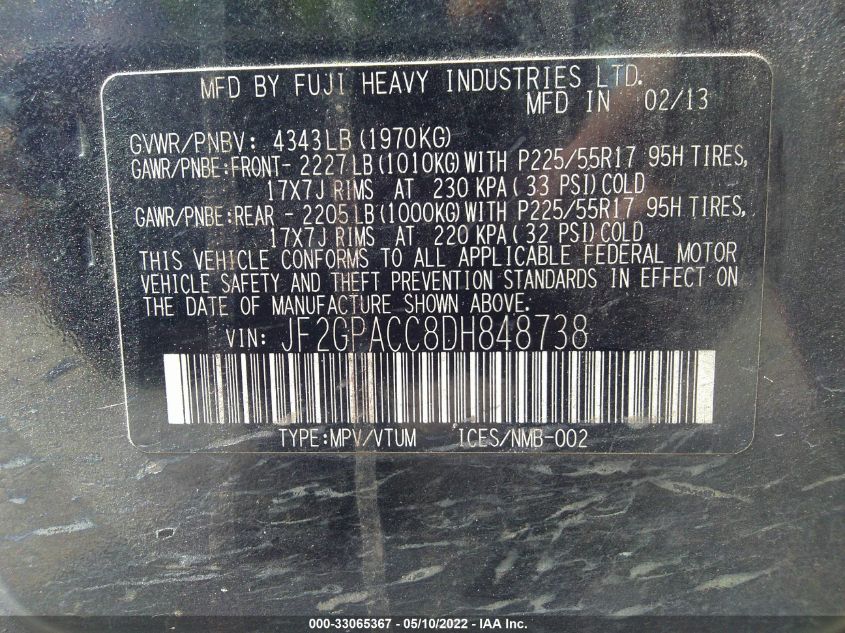 MFD BY FUJI HEAVY INDUSTRIES LTD.
MFD IN 02/13
GVWR/PNBV: 4343LB(1970KG)
GAWR/PNBE:FRONT- 2227LB(1010KG)WITH P225/55R17 95H TIRES,
17X7J RIMS AT 230 KPA(33 PSI)COLD
GAWR/PNBE:REAR - 2205LB(1000KG)WITH P225/55R17 95H TIRES,
17X7J RIMS AT 220 KPA(32 PSI)COLD
THIS VEHICLE CONFORMS TO ALL APPLICABLE FEDERAL MOTOR
VEHICLE SAFETY AND THEFT PREVENTION STANDARDS IN EFFECT ON
THE DATE OF MANUFACTURE SHOWN ABOVE.
VIN: JF2GPACC8DH848738
TYPE:MPV/VTUM ICES/NMB-002
000-33065367 - 05/10/2022 - IAA Inc.